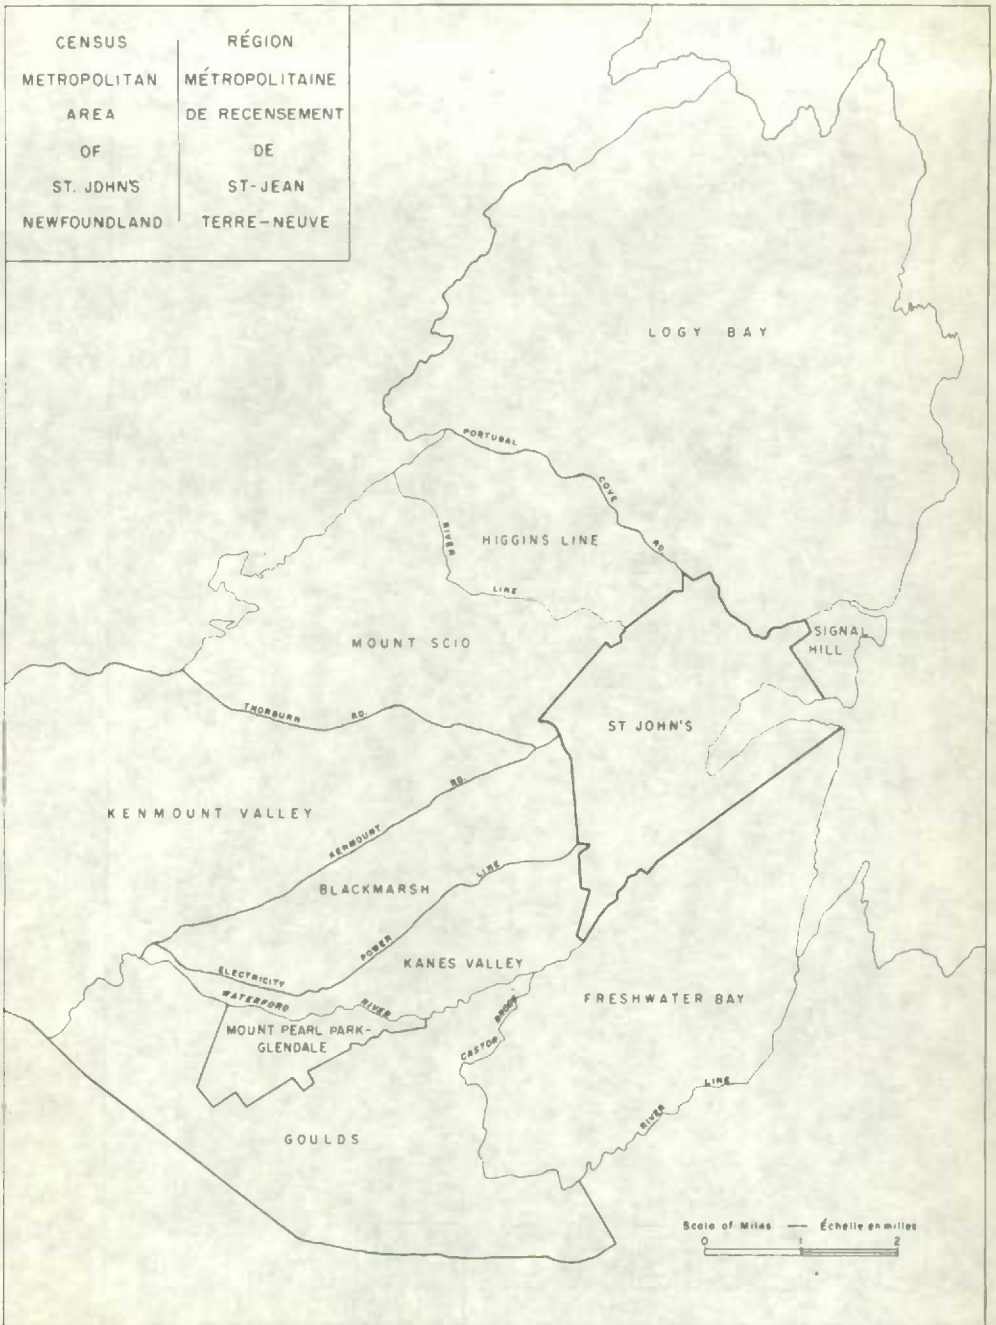 CENSUS
METROPOLITAN
AREA
OF
ST. JOHN'S
NEWFOUNDLAND
RÉGION
MÉTROPOLITAINE
DE RECENSEMENT
DE
ST-JEAN
TERRE-NEUVE
LOGY BAY
PORTUGAL
COVE
RD.
HIGGINS LINE
RIVER
LINE
SIGNAL
HILL
MOUNT SCIO
THORBURN
RD.
ST JOHN'S
KENMOUNT VALLEY
RD.
KENMOUNT
LINE
BLACKMARSH
POWER
ELECTRICITY
KANES VALLEY
WATERFORD
RIVER
FRESHWATER BAY
BROOK
CASTOR
MOUNT PEARL PARK-
GLENDALE
LINE
RIVER
GOULDS
Scale of Miles — Échelle en milles
0 1 2